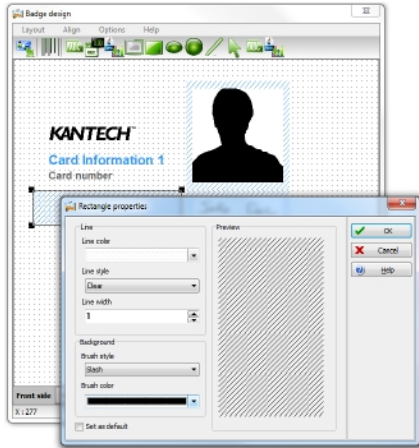 Badge design
Layout Align Options Help
KANTECH
Card Information 1
Card number
Rectangle properties
Line
Line color
Line style
Clear
Line width
1
Background
Brush style
Slash
Brush color
Set as default
Preview
OK
Cancel
Help
Front side
X : 277